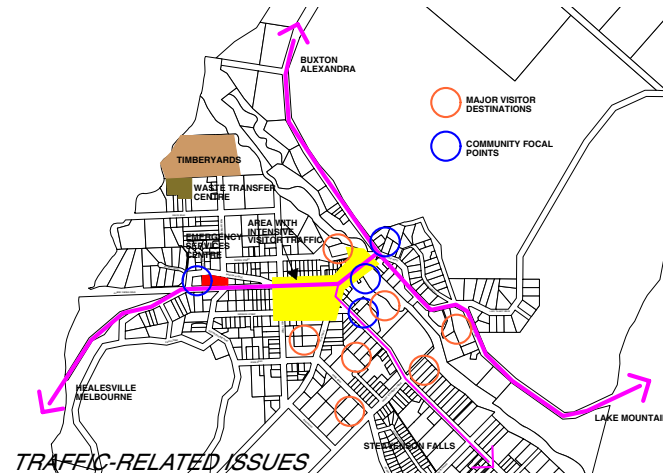 BUXTON
ALEXANDRA
MAJOR VISITOR
DESTINATIONS
COMMUNITY FOCAL
POINTS
TIMBERYARDS
WASTE TRANSFER
CENTRE
AREA WITH
INTENSIVE
VISITOR TRAFFIC
EMERGENCY
SERVICES
CENTRE
HEALESVILLE
MELBOURNE
LAKE MOUNTAIN
STEAVENSON FALLS
TRAFFIC-RELATED ISSUES